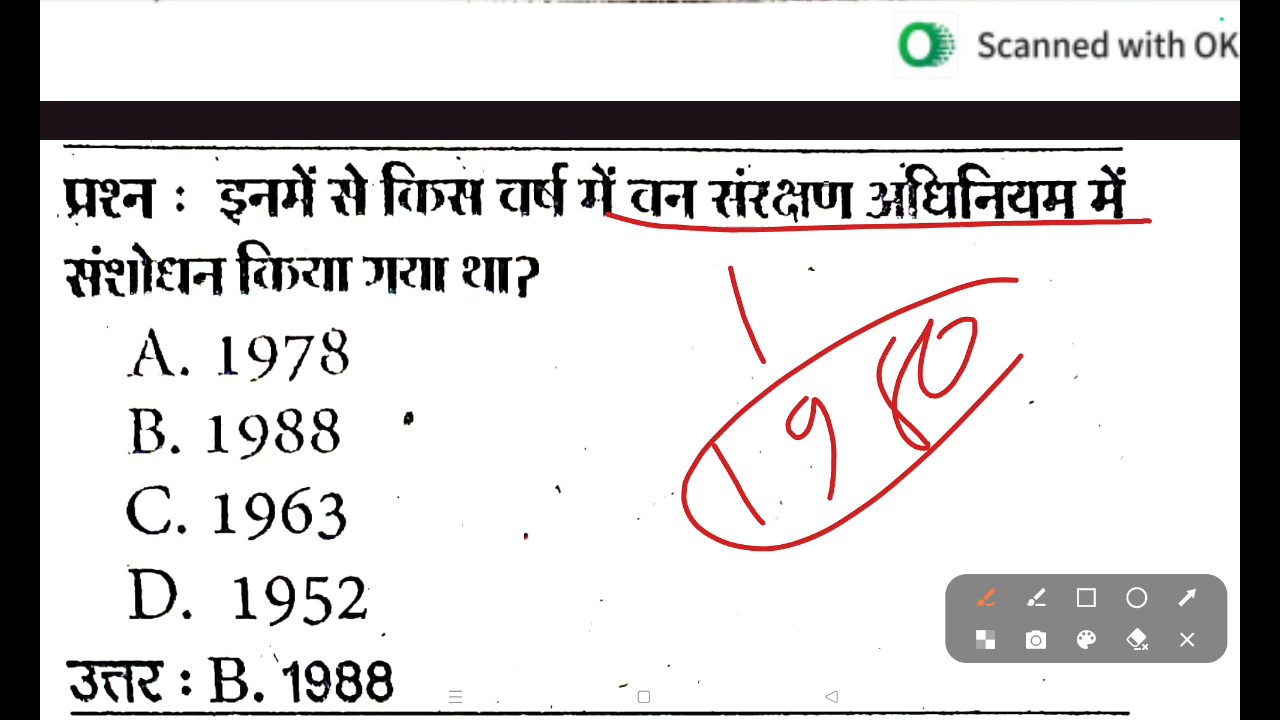 Scanned with OK
प्रश्न : इनमें से किस वर्ष में वन संरक्षण अधिनियम में
संशोधन किया गया था?
A. 1978
B. 1988
C. 1963
D. 1952
1980
उत्तर : B. 1988